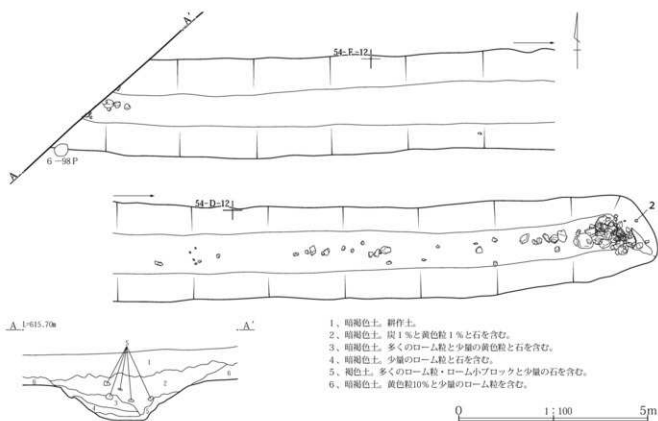 A'
54-E-12
A
6-98P
54-D-12
2
A L=615.70m A'
S
1
6
6
2
3
4
5
1、暗褐色土。耕作土。
2、暗褐色土。炭1%と黄色粒1%と石を含む。
3、暗褐色土。多くのローム粒と少量の黄色粒と石を含む。
4、暗褐色土。少量のローム粒と石を含む。
5、褐色土。多くのローム粒・ローム小ブロックと少量の石を含む。
6、暗褐色土。黄色粒10%と少量のローム粒を含む。
0 1:100 5m